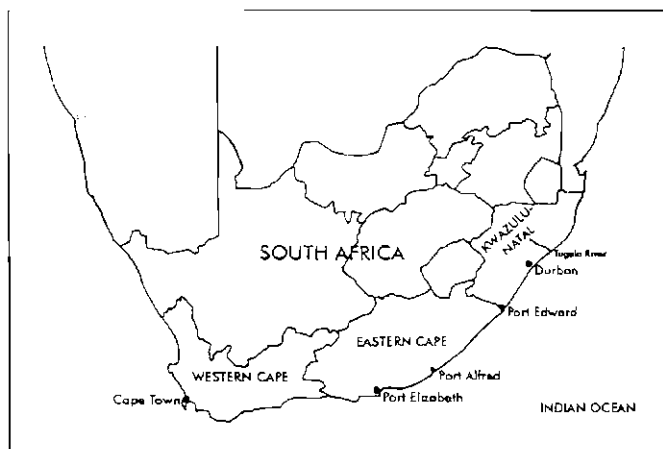 KWAZULU-
NATAL
SOUTH AFRICA
Tugela River
Durban
Port Edward
EASTERN CAPE
WESTERN CAPE
Port Alfred
Cape Town
Port Elizabeth
INDIAN OCEAN